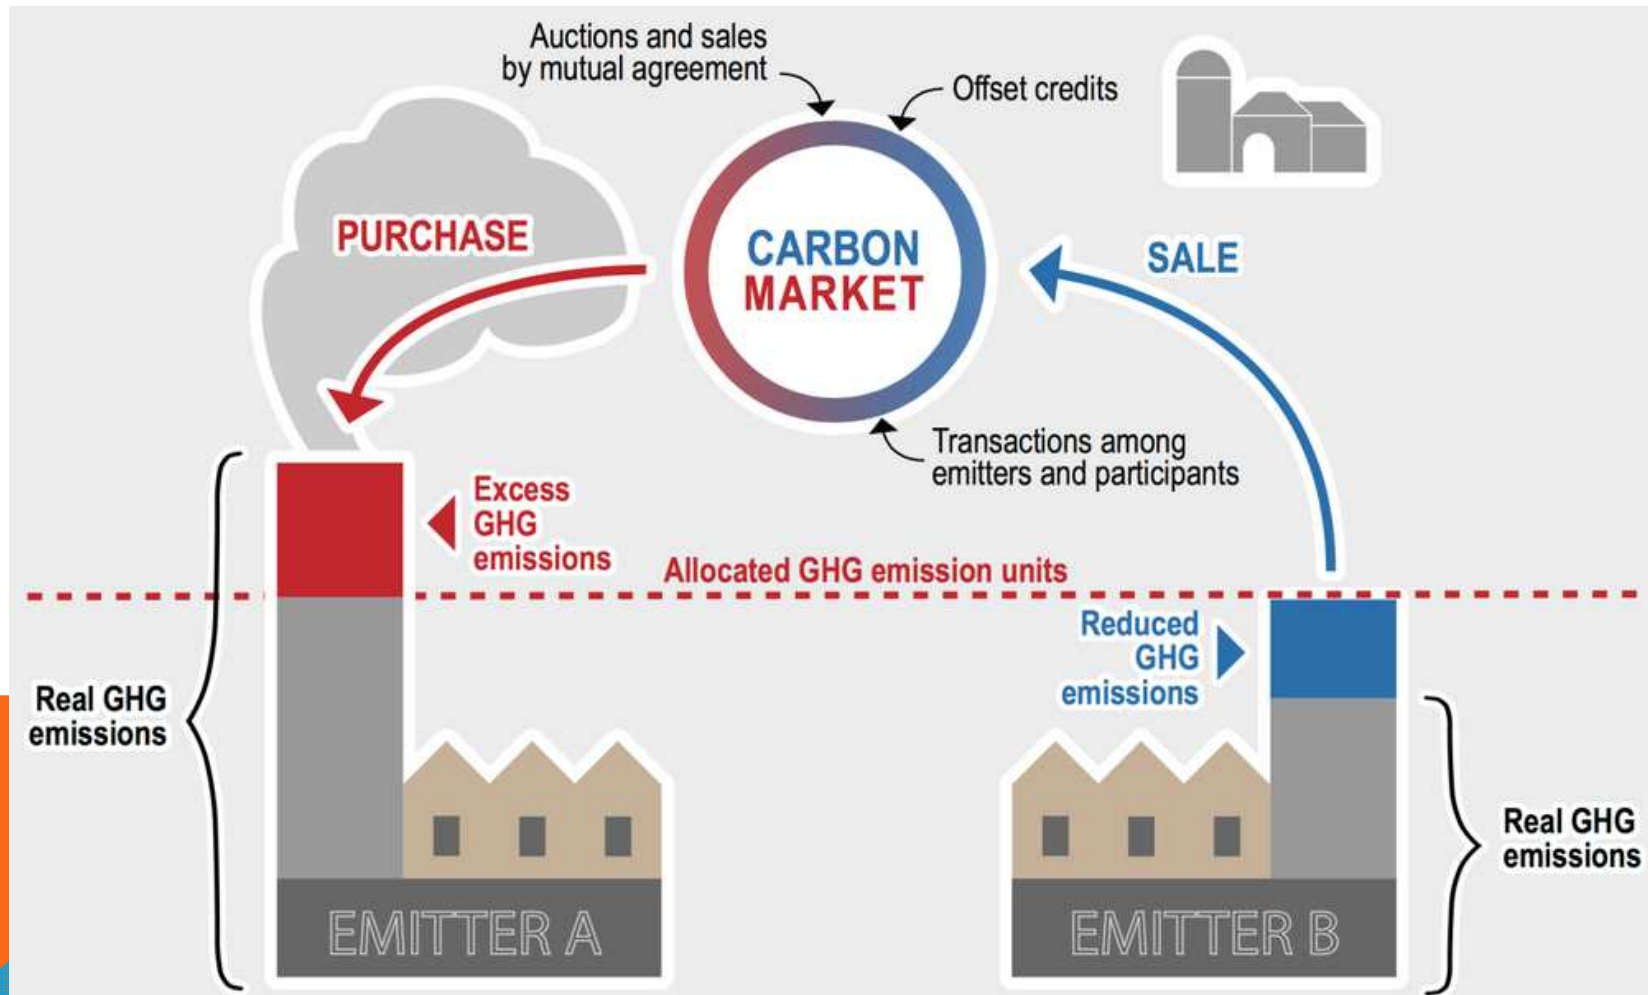 Auctions and sales
by mutual agreement
Offset credits
PURCHASE
CARBON
MARKET
SALE
Transactions among
emitters and participants
Excess
GHG
emissions
Allocated GHG emission units
Reduced
GHG
emissions
Real GHG
emissions
Real GHG
emissions
EMITTER A
EMITTER B